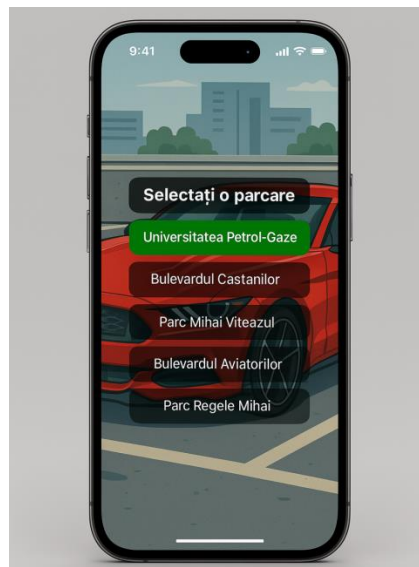 9:41
Selectați o parcare
Universitatea Petrol-Gaze
Bulevardul Castanilor
Parc Mihai Viteazul
Bulevardul Aviatorilor
Parc Regele Mihai